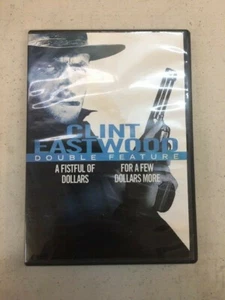 CLINT
EASTWOOD
DOUBLE FEATURE
A FISTFUL OF
DOLLARS
FOR A FEW
DOLLARS MORE